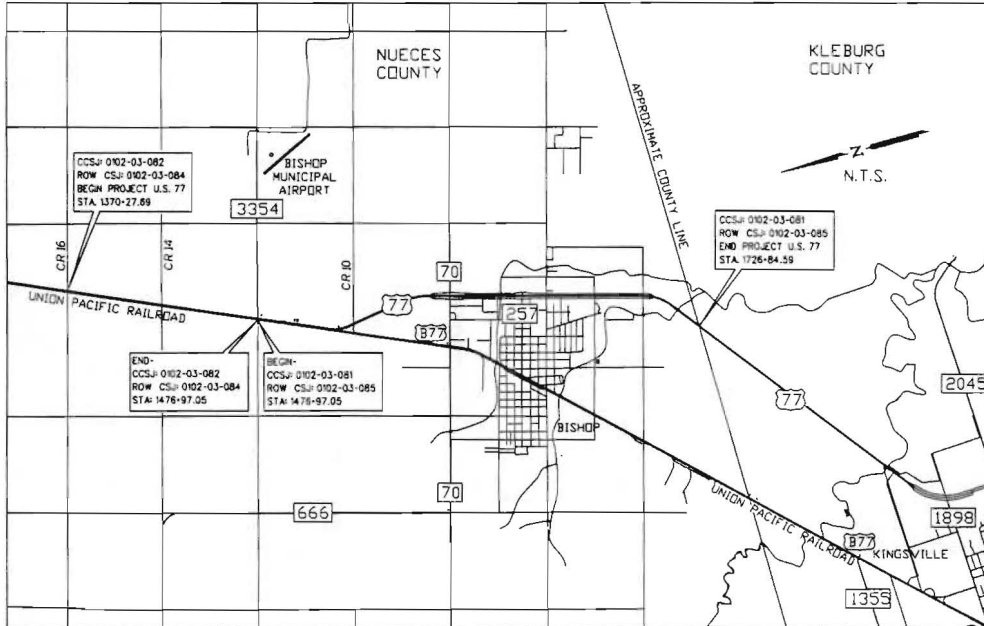 NUECES
COUNTY
KLEBURG
COUNTY
APPROXIMATE COUNTY LINE
Z
N.T.S.
CCSJ: 0102-03-082
ROW CSJ: 0102-03-084
BEGIN PROJECT U.S. 77
STA. 1370+27.69
BISHOP
MUNICIPAL
AIRPORT
3354
CCSJ: 0102-03-081
ROW CSJ: 0102-03-085
END PROJECT U.S. 77
STA. 1726+84.59
CR 16
CR 14
CR 10
70
77
UNION PACIFIC RAILROAD
257
B77
END-
CCSJ: 0102-03-082
ROW CSJ: 0102-03-084
STA: 1476+97.05
BEGIN-
CCSJ: 0102-03-081
ROW CSJ: 0102-03-085
STA: 1476+97.05
2045
77
BISHOP
70
666
UNION PACIFIC RAILROAD
1898
B77
KINGSVILLE
1355